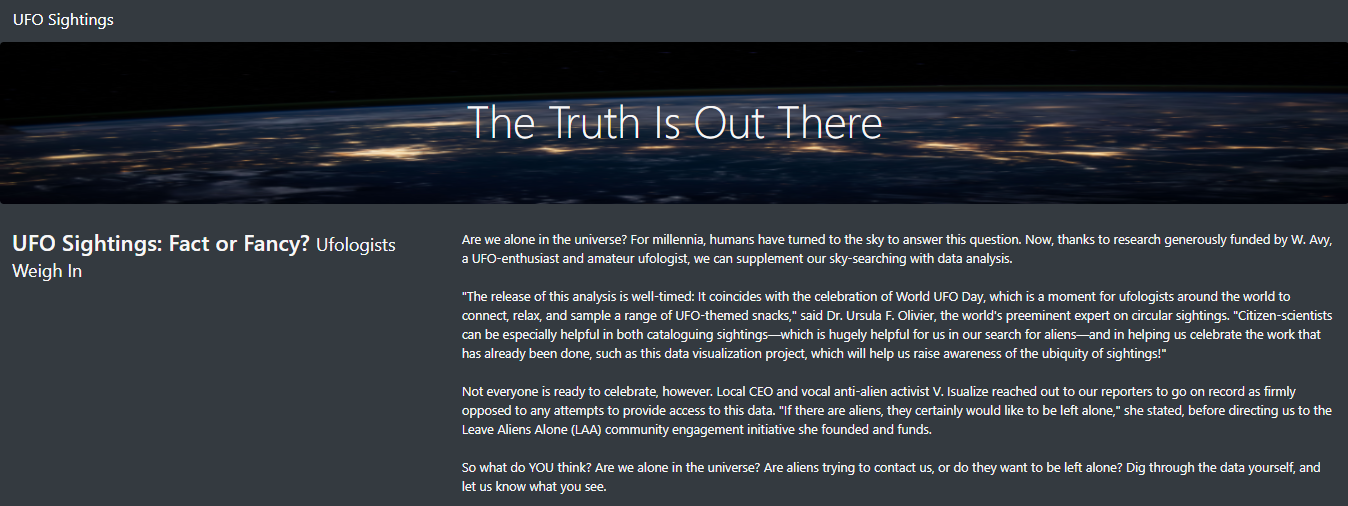 UFO Sightings
The Truth Is Out There
UFO Sightings: Fact or Fancy? Ufologists
Weigh In
Are we alone in the universe? For millennia, humans have turned to the sky to answer this question. Now, thanks to research generously funded by W. Avy,
a UFO-enthusiast and amateur ufologist, we can supplement our sky-searching with data analysis.
"The release of this analysis is well-timed: It coincides with the celebration of World UFO Day, which is a moment for ufologists around the world to
connect, relax, and sample a range of UFO-themed snacks," said Dr. Ursula F. Olivier, the world's preeminent expert on circular sightings. "Citizen-scientists
can be especially helpful in both cataloguing sightings—which is hugely helpful for us in our search for aliens—and in helping us celebrate the work that
has already been done, such as this data visualization project, which will help us raise awareness of the ubiquity of sightings!"
Not everyone is ready to celebrate, however. Local CEO and vocal anti-alien activist V. Isualize reached out to our reporters to go on record as firmly
opposed to any attempts to provide access to this data. "If there are aliens, they certainly would like to be left alone," she stated, before directing us to the
Leave Aliens Alone (LAA) community engagement initiative she founded and funds.
So what do YOU think? Are we alone in the universe? Are aliens trying to contact us, or do they want to be left alone? Dig through the data yourself, and
let us know what you see.